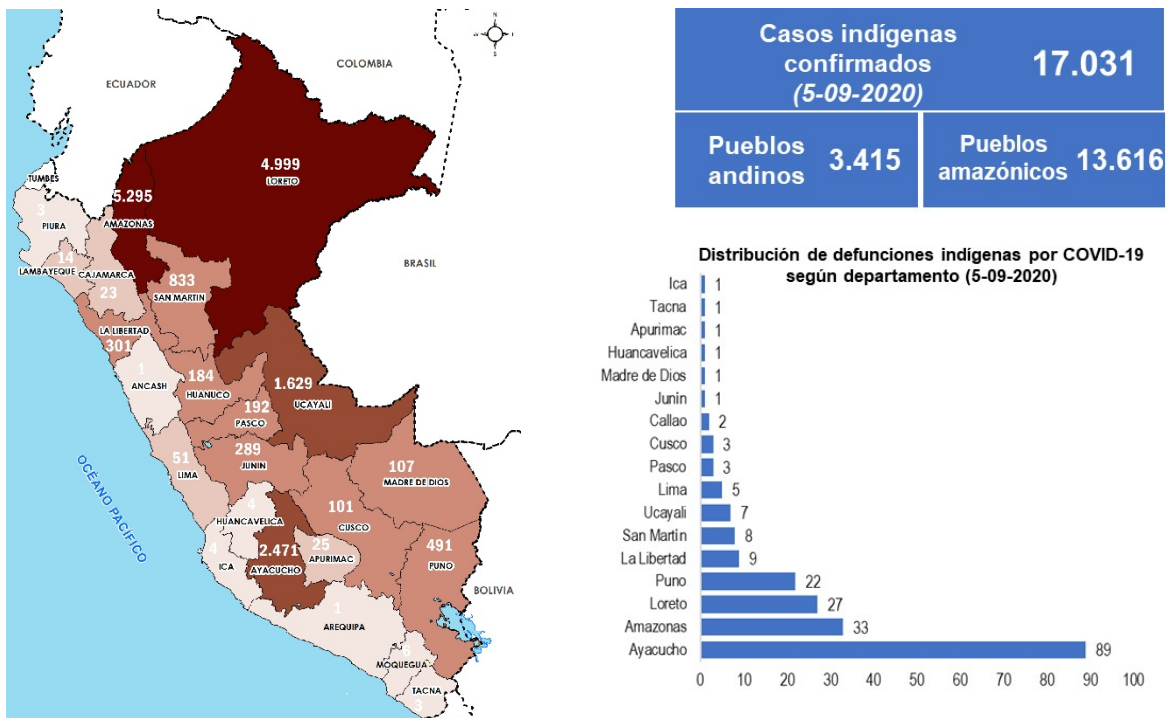 N
S
COLOMBIA
ECUADOR
4.999
LORETO
TUMBES
5.295
AMAZONAS
3
PIURA
14
LAMBAYEQUE
CAJAMARCA
23
833
SAN MARTIN
BRASIL
LA LIBERTAD
301
1
ANCASH
184
HUANUCO
1.629
UCAYALI
192
PASCO
51
LIMA
289
JUNIN
107
MADRE DE DIOS
OCÉANO PACÍFICO
4
HUANCAVELICA
101
CUSCO
4
ICA
2.471
AYACUCHO
25
APURIMAC
491
PUNO
BOLIVIA
1
AREQUIPA
6
MOQUEGUA
TACNA
3
Casos indígenas
confirmados
(5-09-2020)
17.031
Pueblos
andinos
3.415
Pueblos
amazónicos
13.616
Distribución de defunciones indígenas por COVID-19
según departamento (5-09-2020)
Ica 1
Tacna 1
Apurimac 1
Huancavelica 1
Madre de Dios 1
Junin 1
Callao 2
Cusco 3
Pasco 3
Lima 5
Ucayali 7
San Martin 8
La Libertad 9
Puno 22
Loreto 27
Amazonas 33
Ayacucho 89
0 10 20 30 40 50 60 70 80 90 100